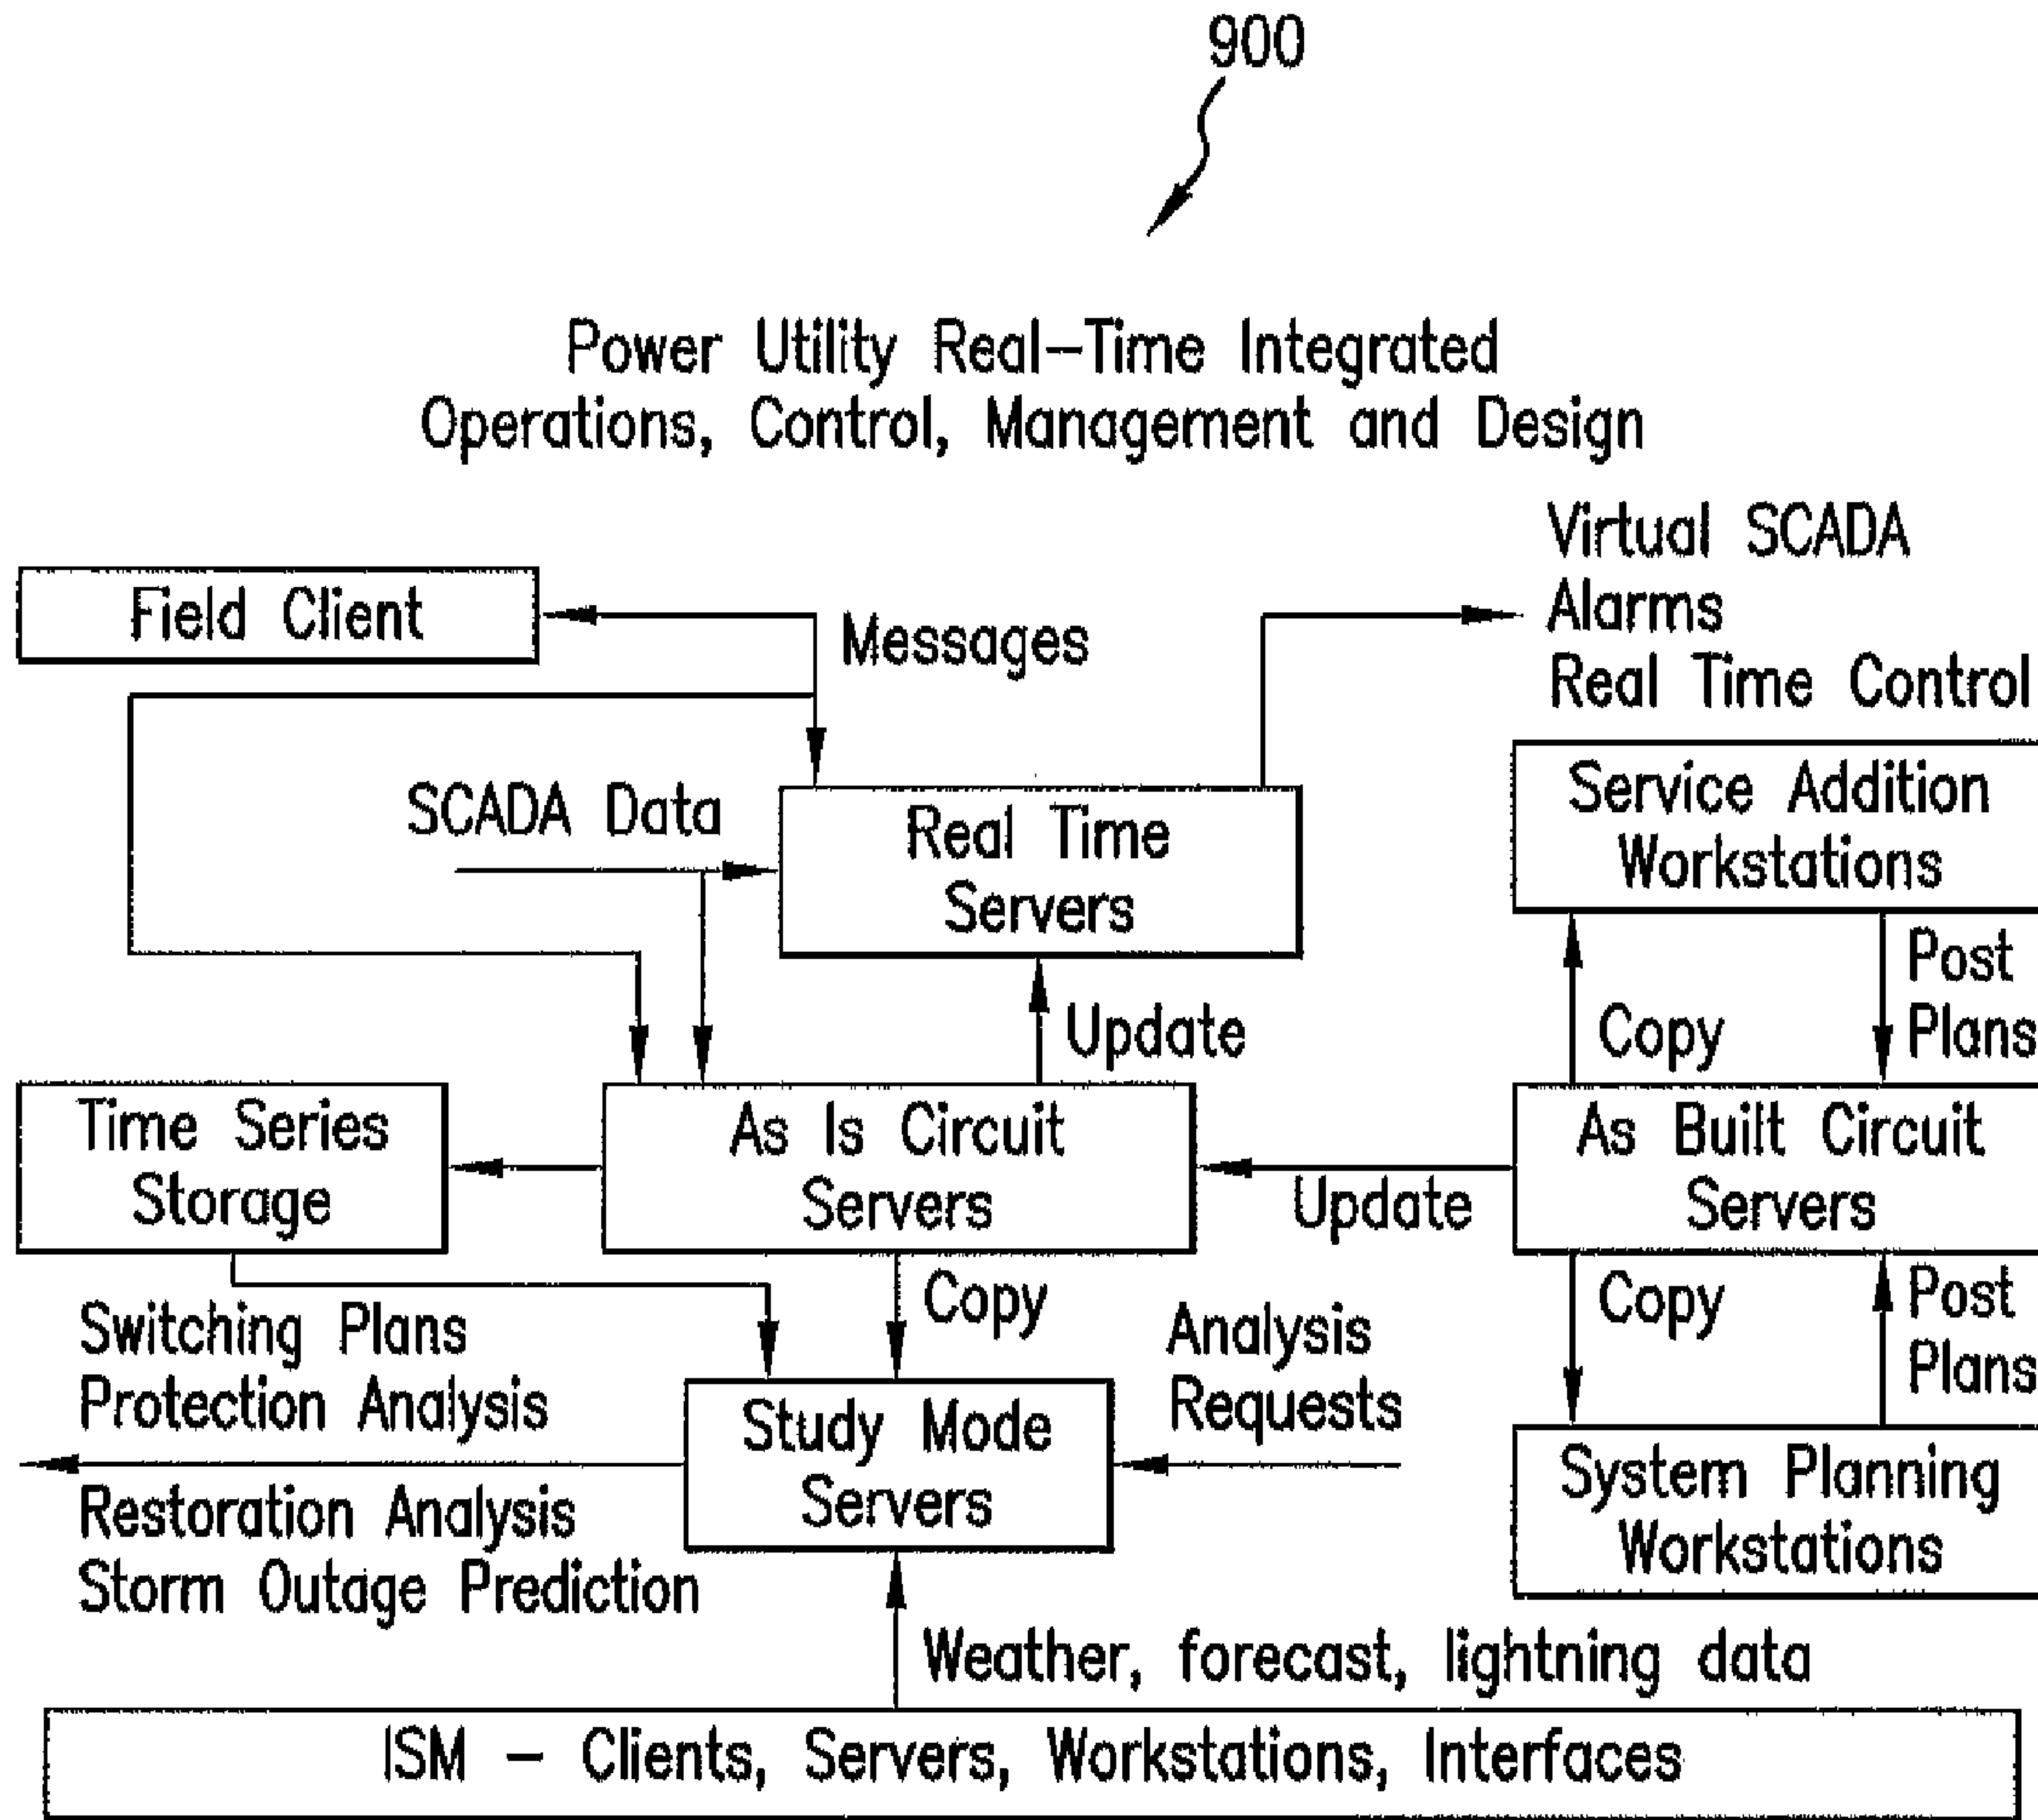 900
Power Utility Real-Time Integrated
Operations, Control, Management and Design
Virtual SCADA
Alarms
Real Time Control
Field Client
Messages
SCADA Data
Real Time
Servers
Service Addition
Workstations
Post
Plans
Copy
Update
Time Series
Storage
As Is Circuit
Servers
Update
As Built Circuit
Servers
Copy
Copy
Post
Plans
Switching Plans
Protection Analysis
Analysis
Requests
Study Mode
Servers
System Planning
Workstations
Restoration Analysis
Storm Outage Prediction
Weather, forecast, lightning data
ISM - Clients, Servers, Workstations, Interfaces